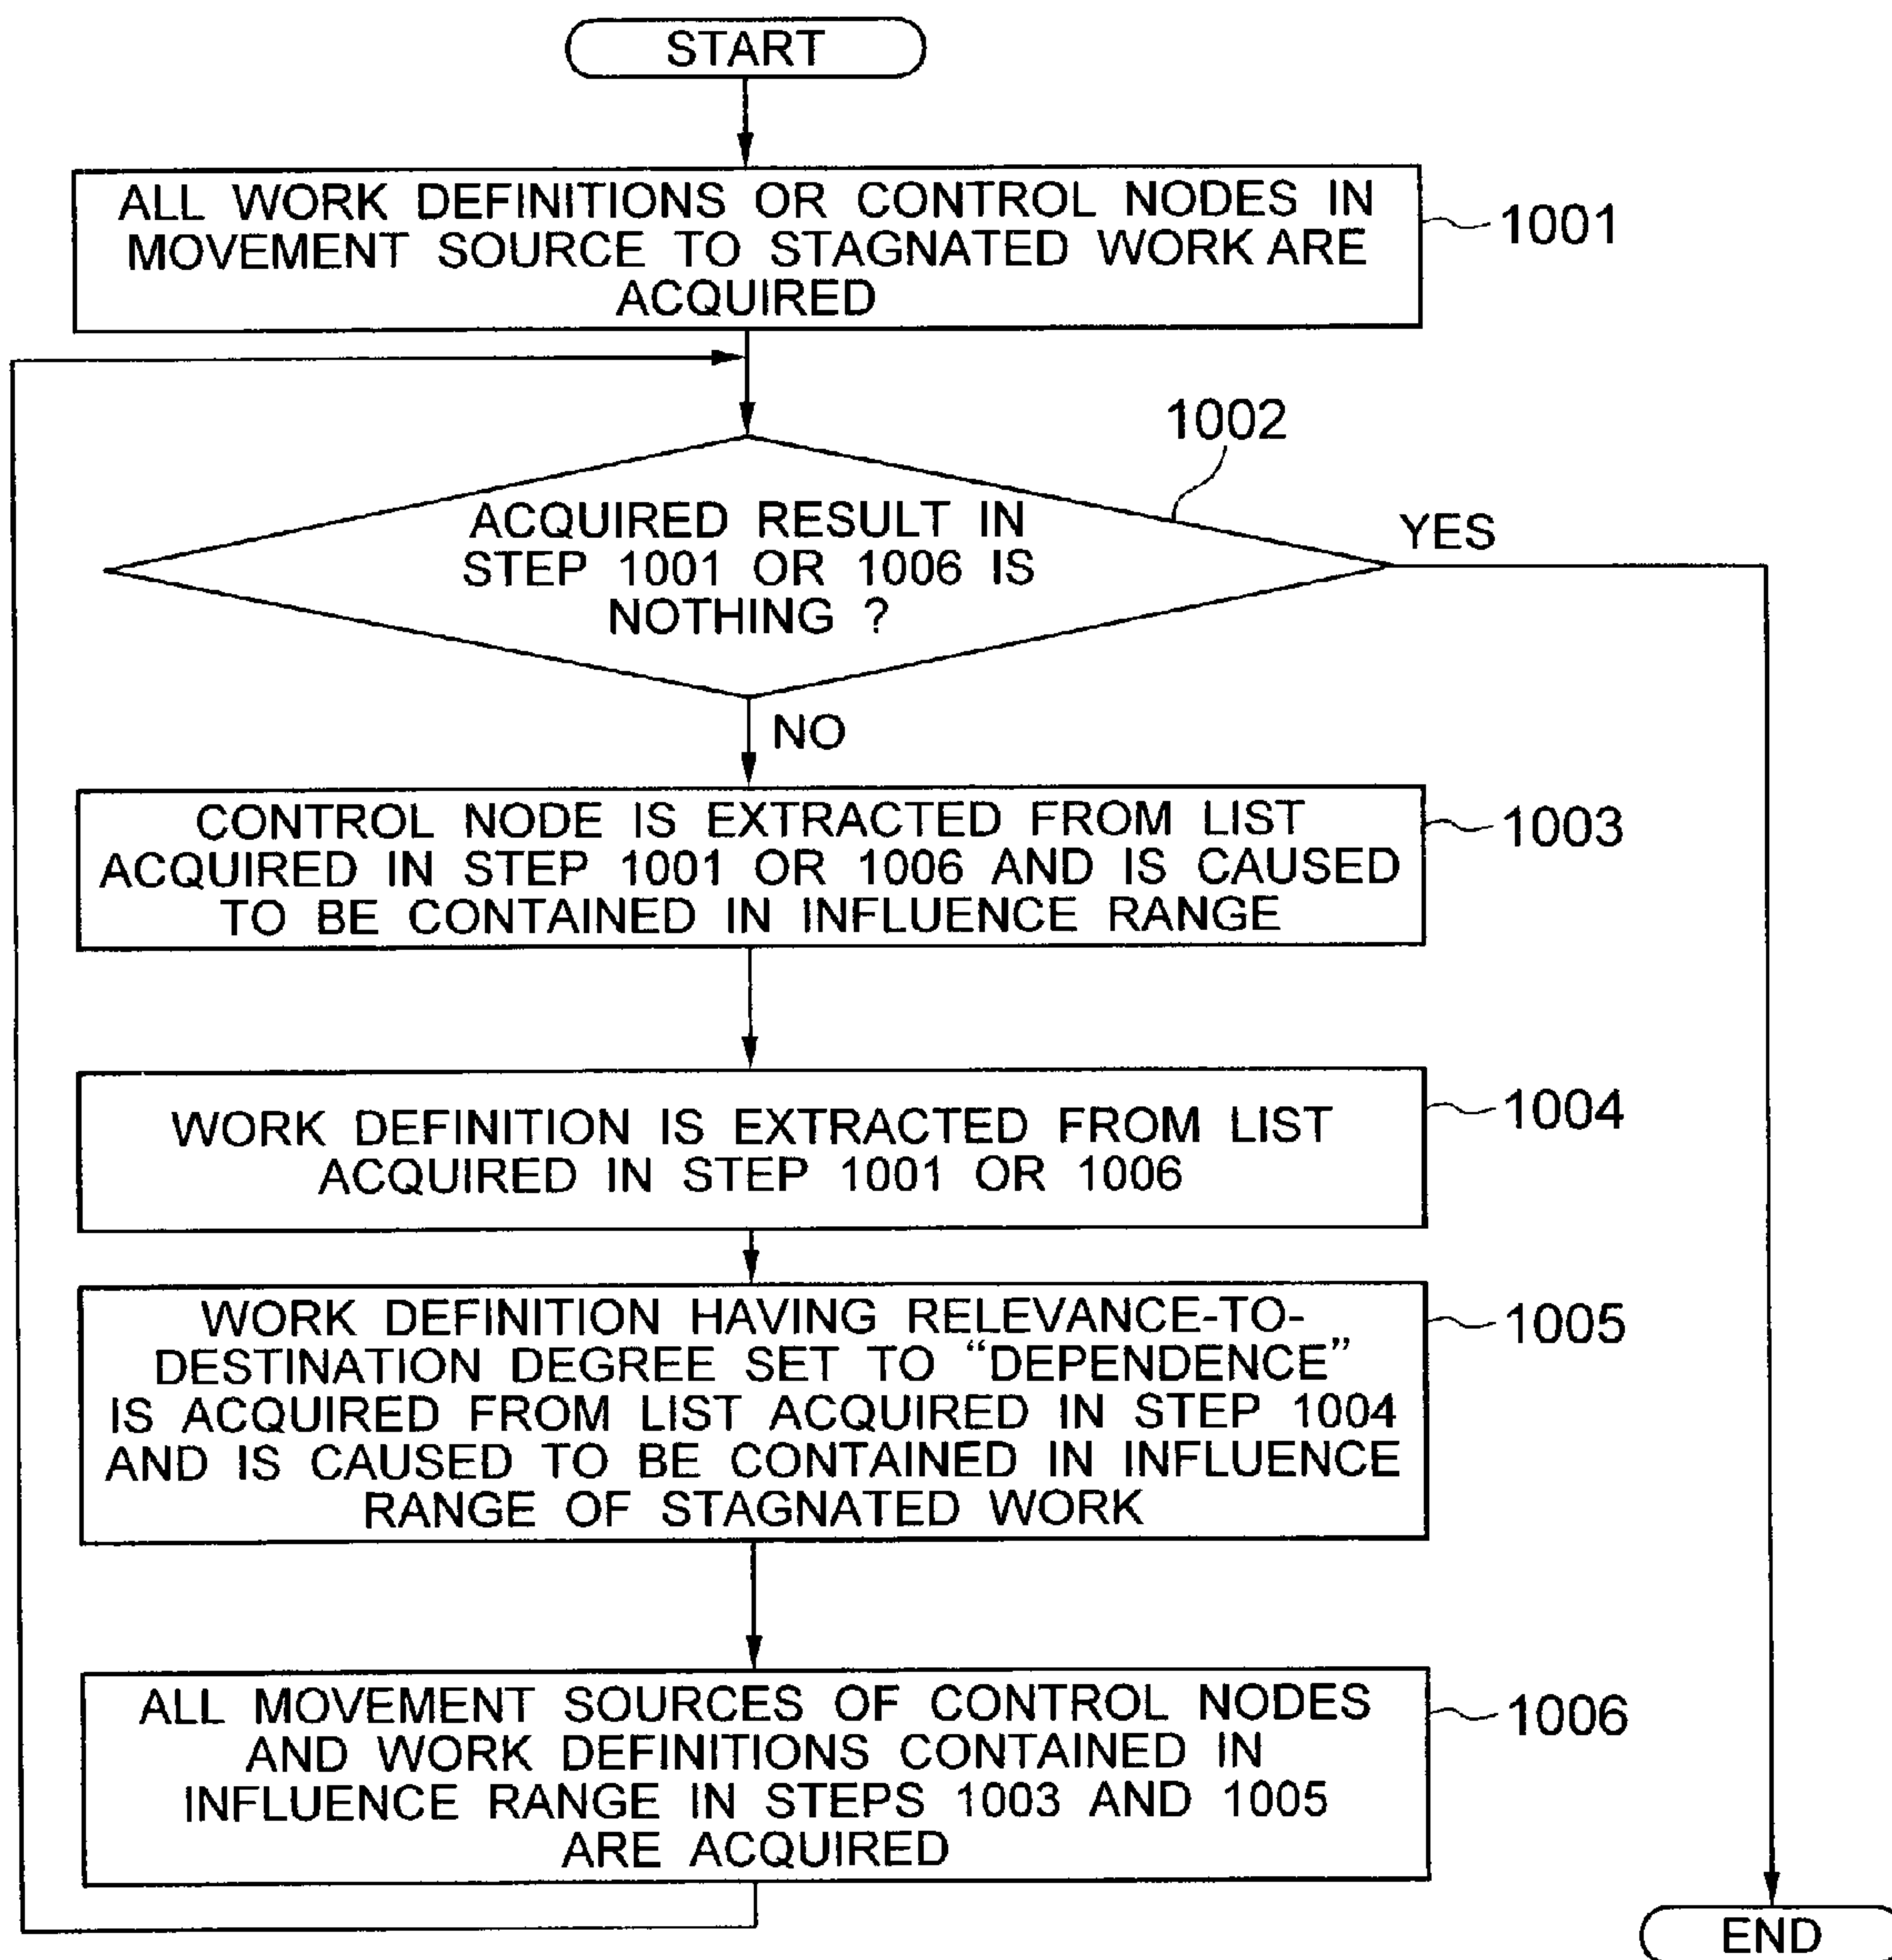 START
ALL WORK DEFINITIONS OR CONTROL NODES IN
MOVEMENT SOURCE TO STAGNATED WORK ARE
ACQUIRED
1001
1002
ACQUIRED RESULT IN
STEP 1001 OR 1006 IS
NOTHING ?
YES
NO
CONTROL NODE IS EXTRACTED FROM LIST
ACQUIRED IN STEP 1001 OR 1006 AND IS CAUSED
TO BE CONTAINED IN INFLUENCE RANGE
1003
WORK DEFINITION IS EXTRACTED FROM LIST
ACQUIRED IN STEP 1001 OR 1006
1004
WORK DEFINITION HAVING RELEVANCE-TO-
DESTINATION DEGREE SET TO “DEPENDENCE”
IS ACQUIRED FROM LIST ACQUIRED IN STEP 1004
AND IS CAUSED TO BE CONTAINED IN INFLUENCE
RANGE OF STAGNATED WORK
1005
ALL MOVEMENT SOURCES OF CONTROL NODES
AND WORK DEFINITIONS CONTAINED IN
INFLUENCE RANGE IN STEPS 1003 AND 1005
ARE ACQUIRED
1006
END